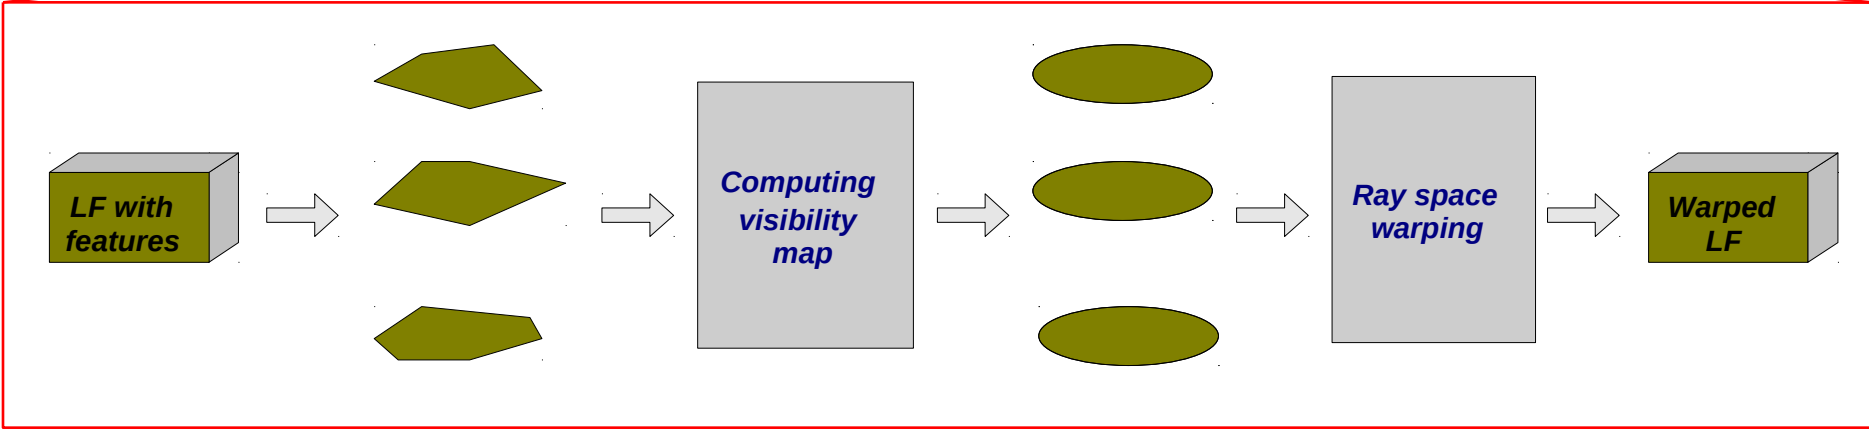 LF with
features
Computing
visibility
map
Ray space
warping
Warped
LF